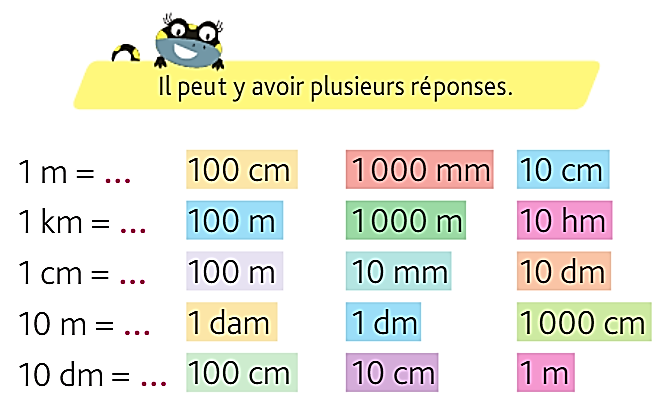 Il peut y avoir plusieurs réponses.
1 m = ... 100 cm 1 000 mm 10 cm
1 km = ... 100 m 1 000 m 10 hm
1 cm = ... 100 m 10 mm 10 dm
10 m = ... 1 dam 1 dm 1 000 cm
10 dm = ... 100 cm 10 cm 1 m